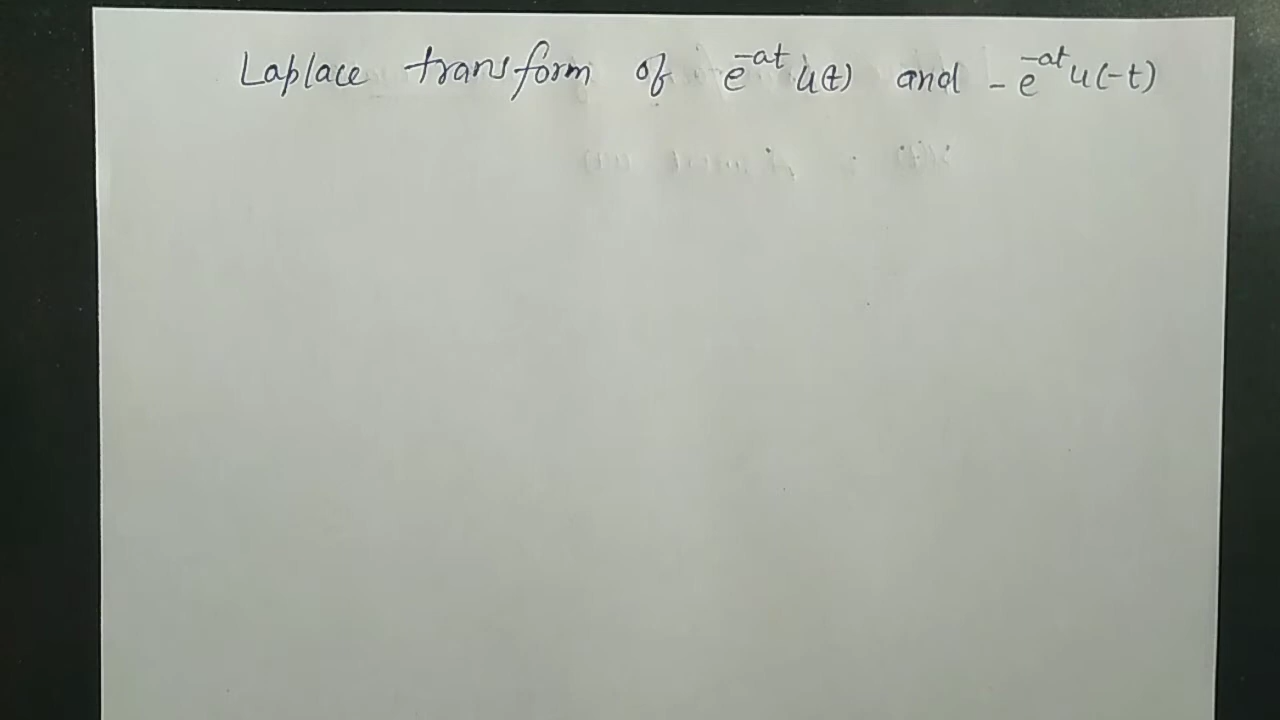 Laplace transform of e^{-at} u(t) and - e^{-at} u(-t)